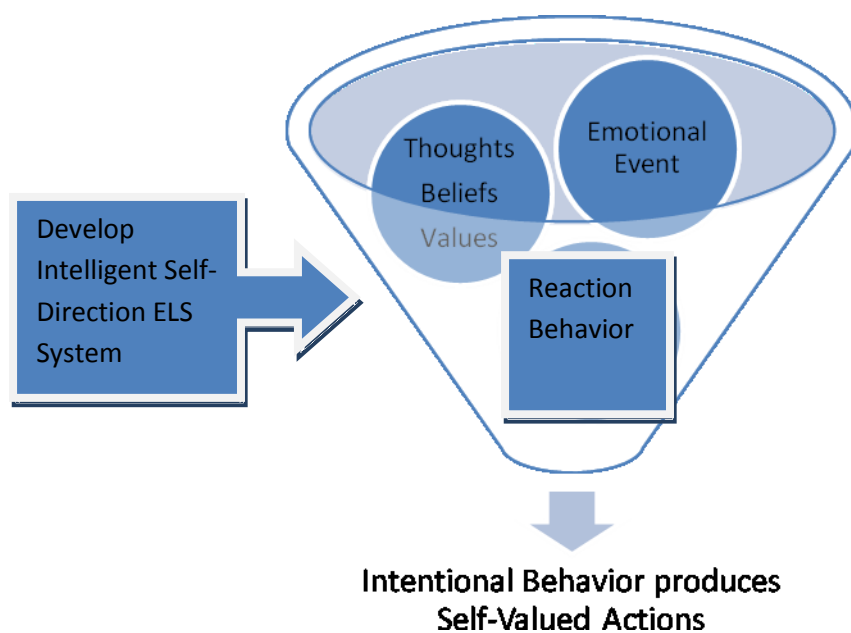 Thoughts
Beliefs
Values
Emotional
Event
Develop
Intelligent Self-
Direction ELS
System
Reaction
Behavior
Intentional Behavior produces
Self-Valued Actions